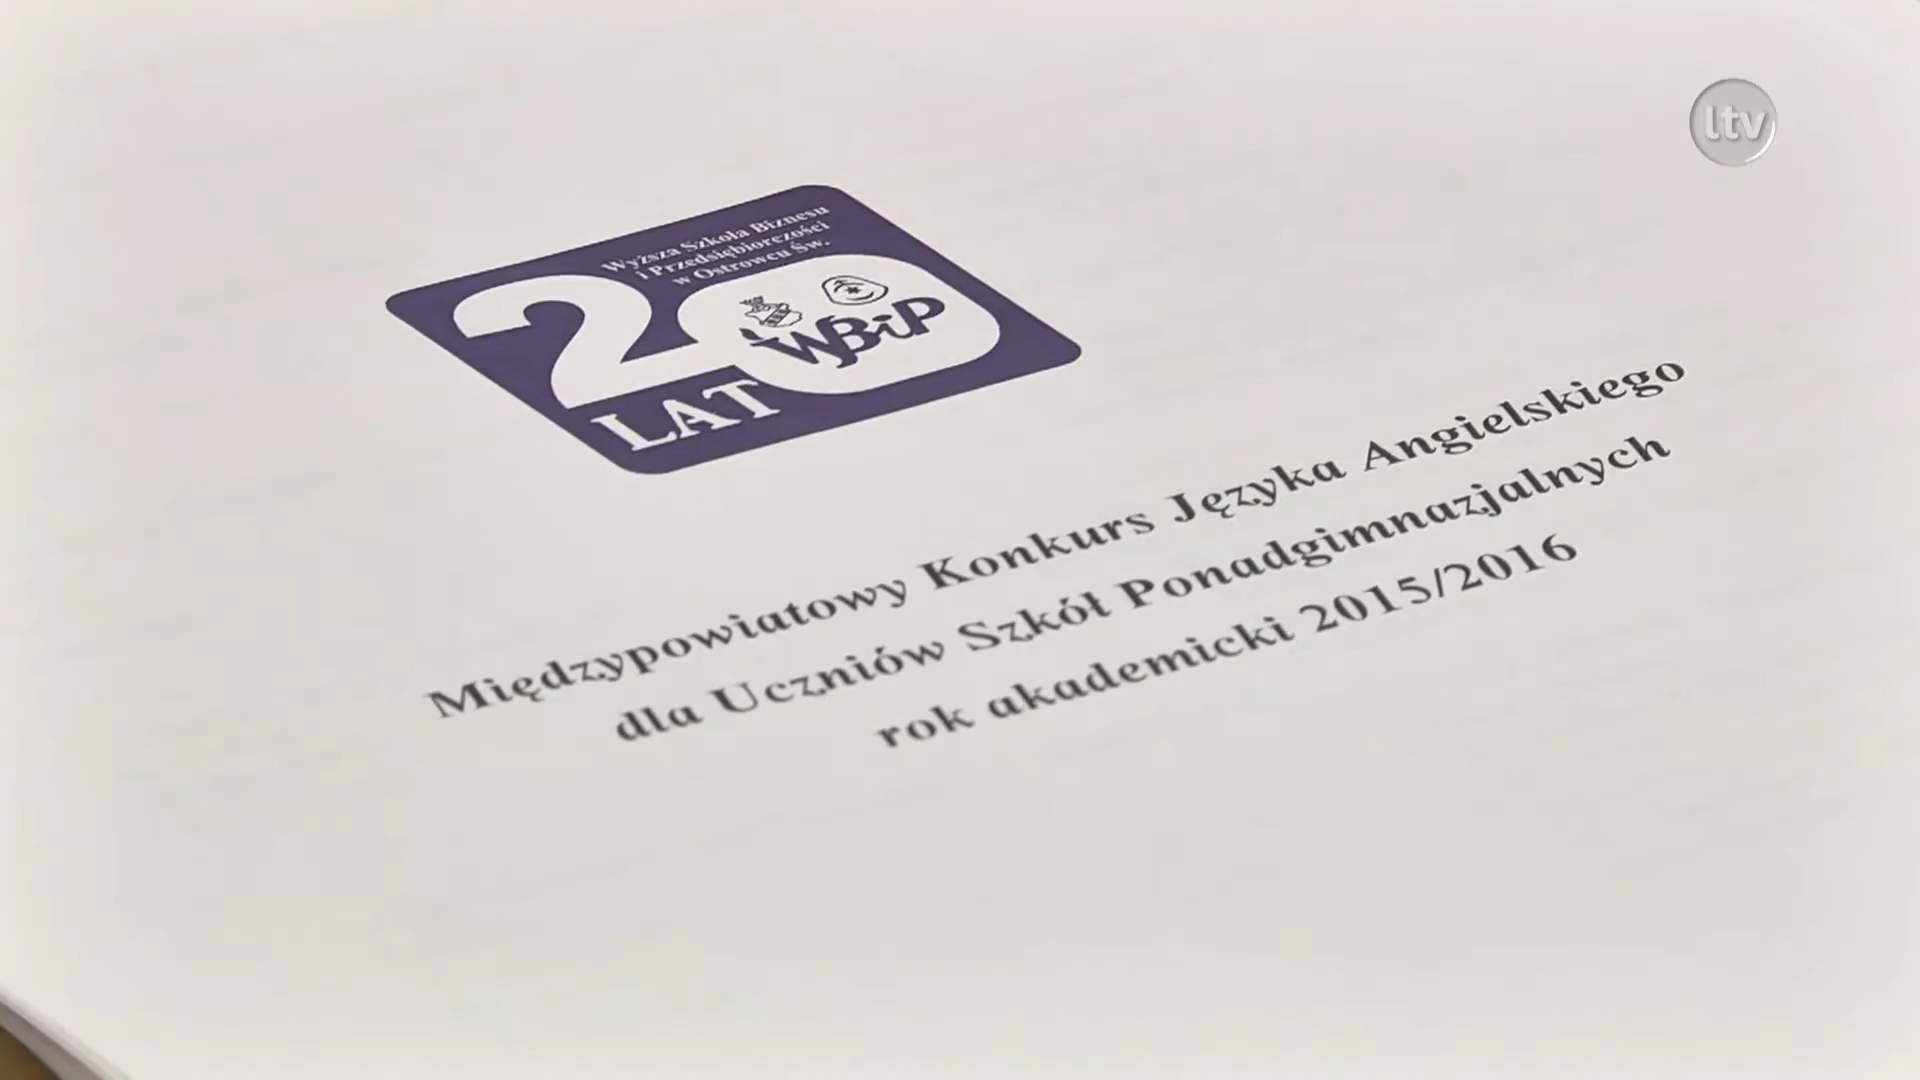 ltv
Wyższa Szkoła Biznesu
i Przedsiębiorczości
w Ostrowcu Św.
20
WSBiP
LAT
Międzypowiatowy Konkurs Języka Angielskiego
dla Uczniów Szkół Ponadgimnazjalnych
rok akademicki 2015/2016